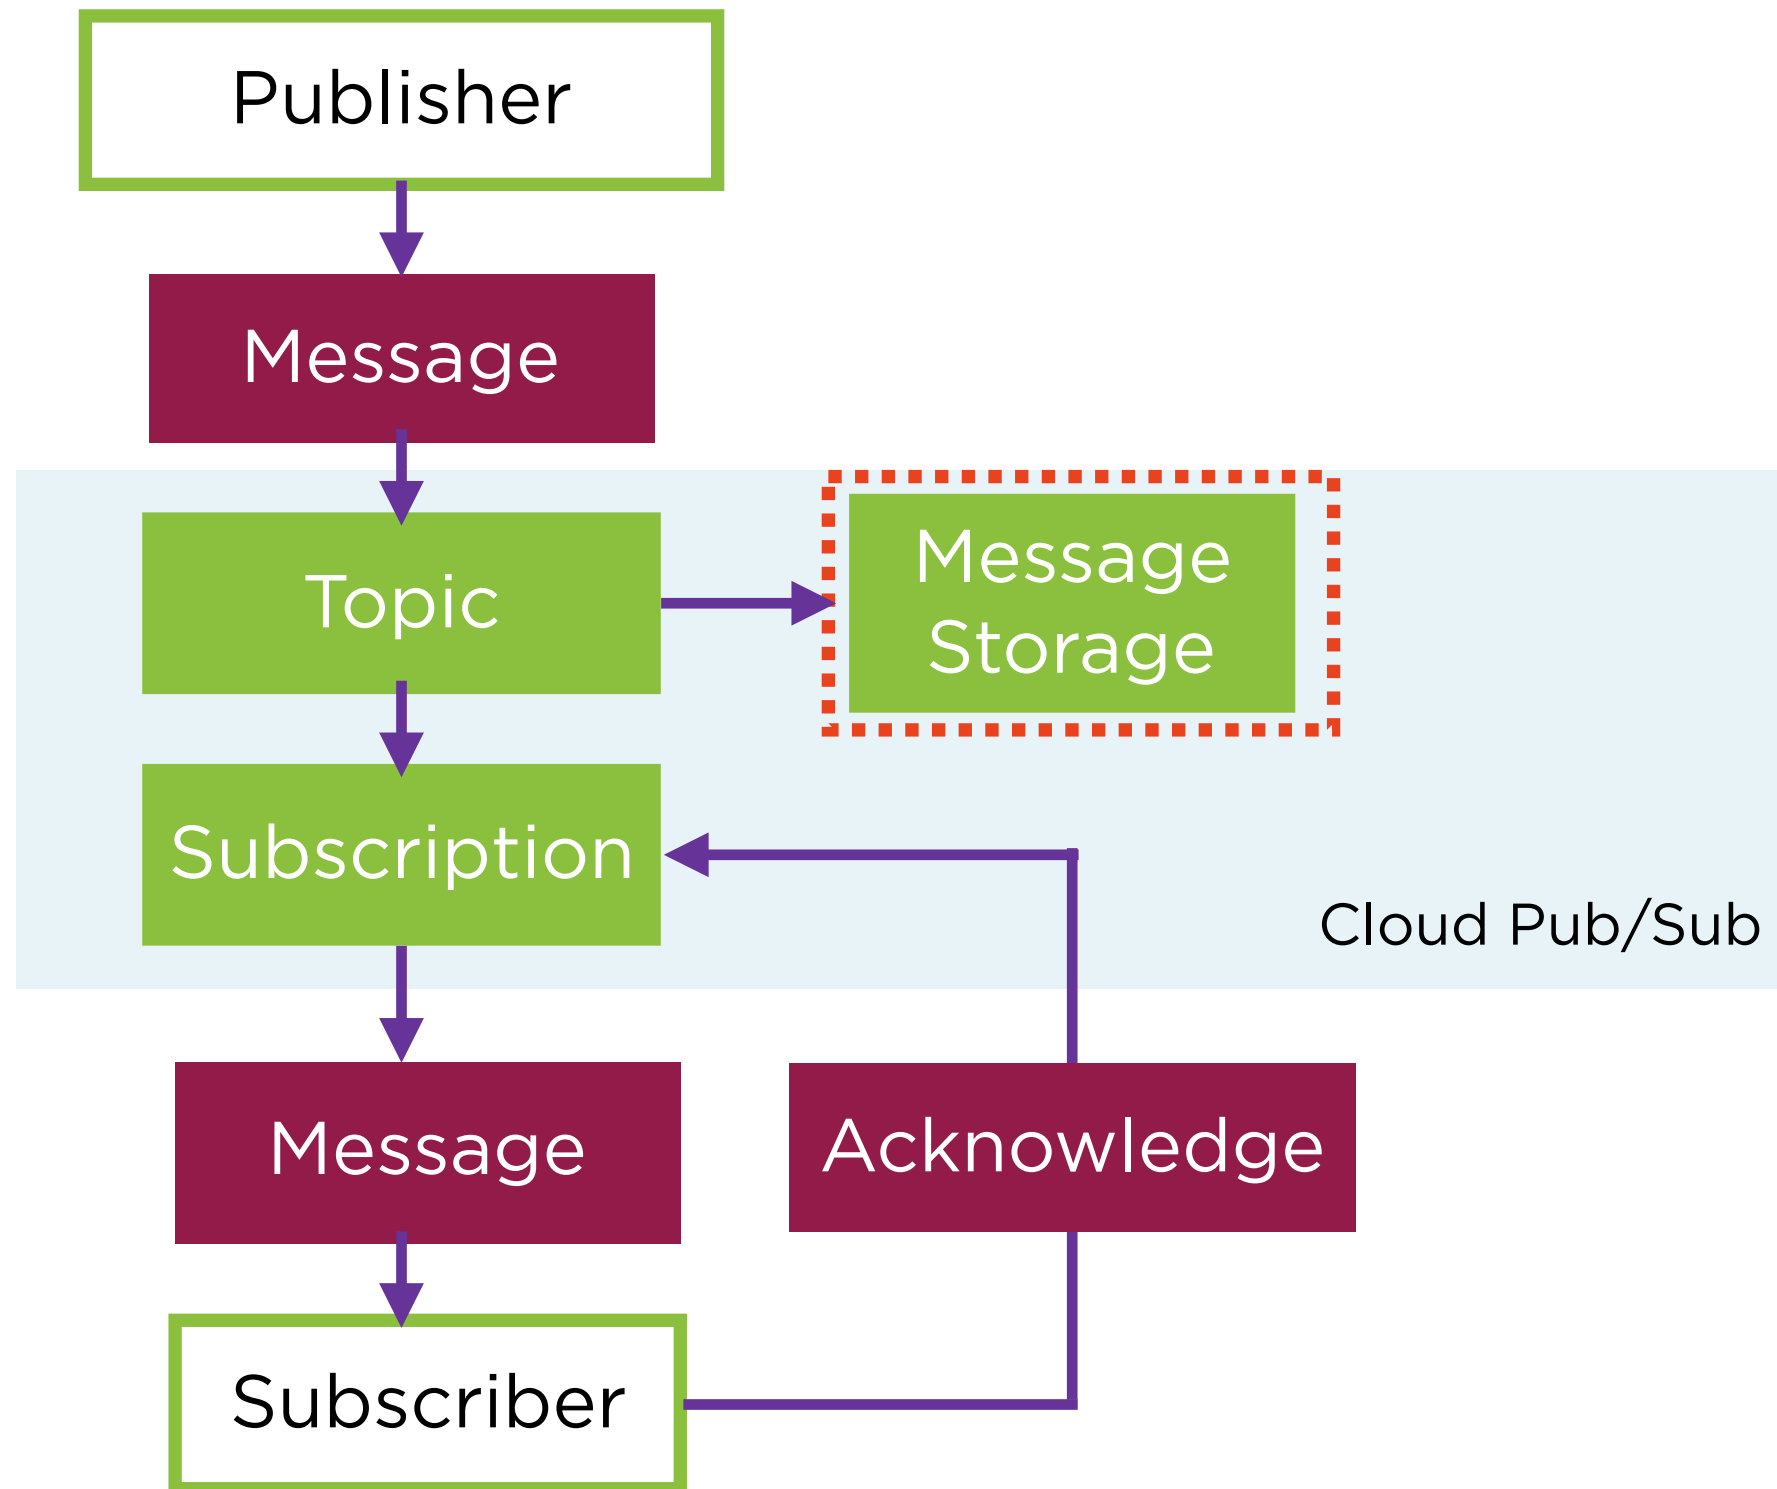 Publisher
Message
Topic
Message
Storage
Subscription
Cloud Pub/Sub
Message
Acknowledge
Subscriber